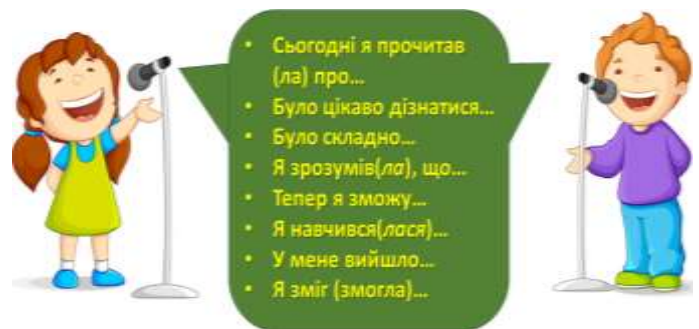 • Сьогодні я прочитав
(ла) про...
• Було цікаво дізнатися...
• Було складно...
• Я зрозумів(ла), що...
• Тепер я зможу...
• Я навчився(лася)...
• У мене вийшло...
• Я зміг (змогла)...